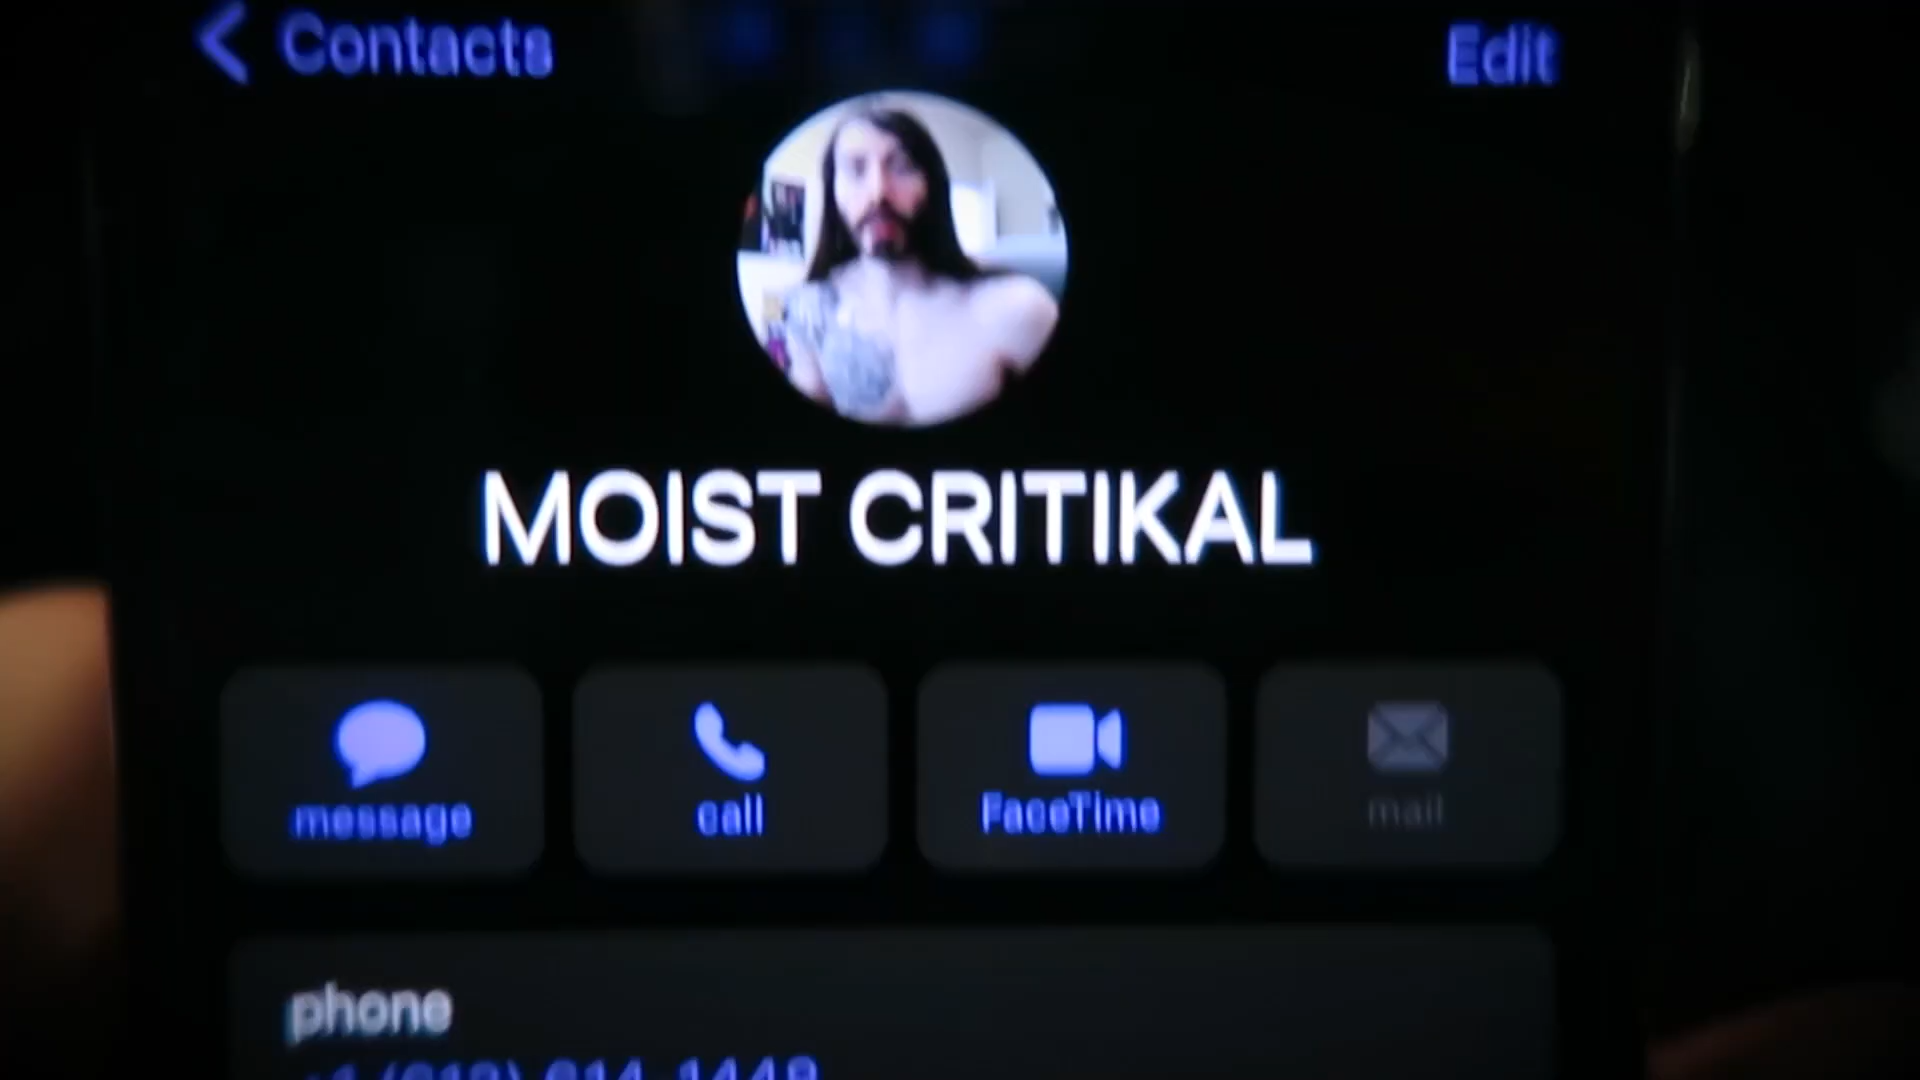 Contacts
Edit
MOIST CRITIKAL
message
call
FaceTime
mail
phone